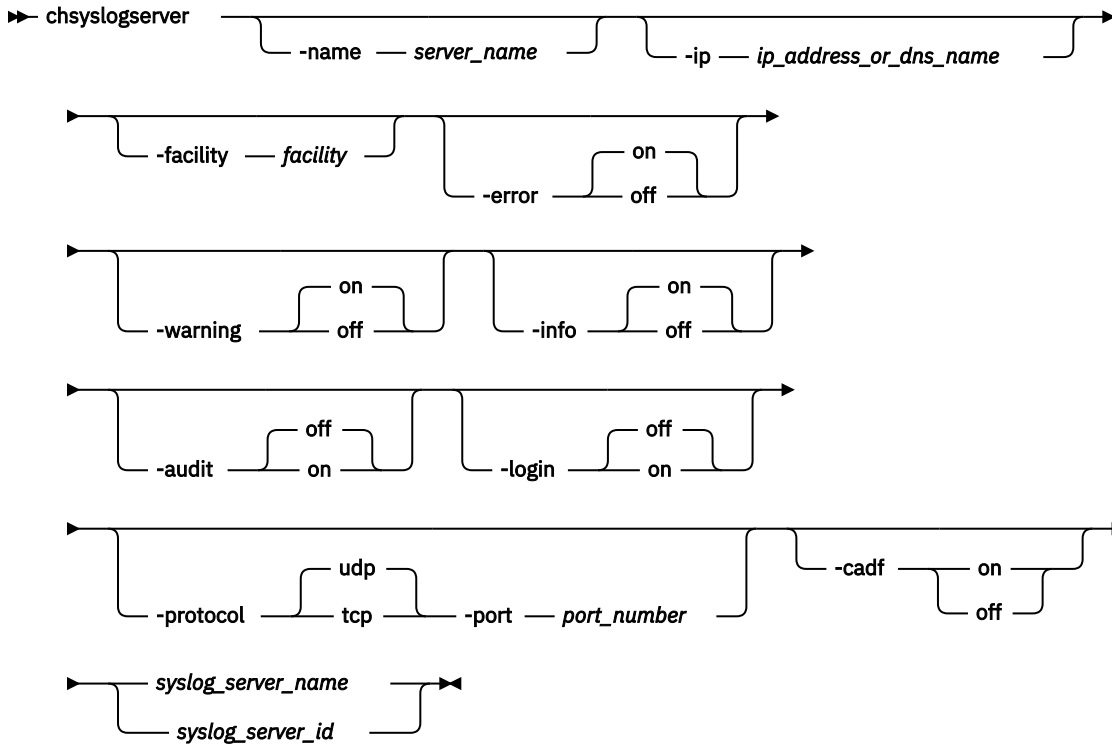 chsyslogserver
-name server_name
-ip ip_address_or_dns_name
-facility facility
on
-error off
on
-warning off
on
-info off
off
-audit on
off
-login on
udp
-protocol tcp -port port_number
-cadf on
off
syslog_server_name
syslog_server_id